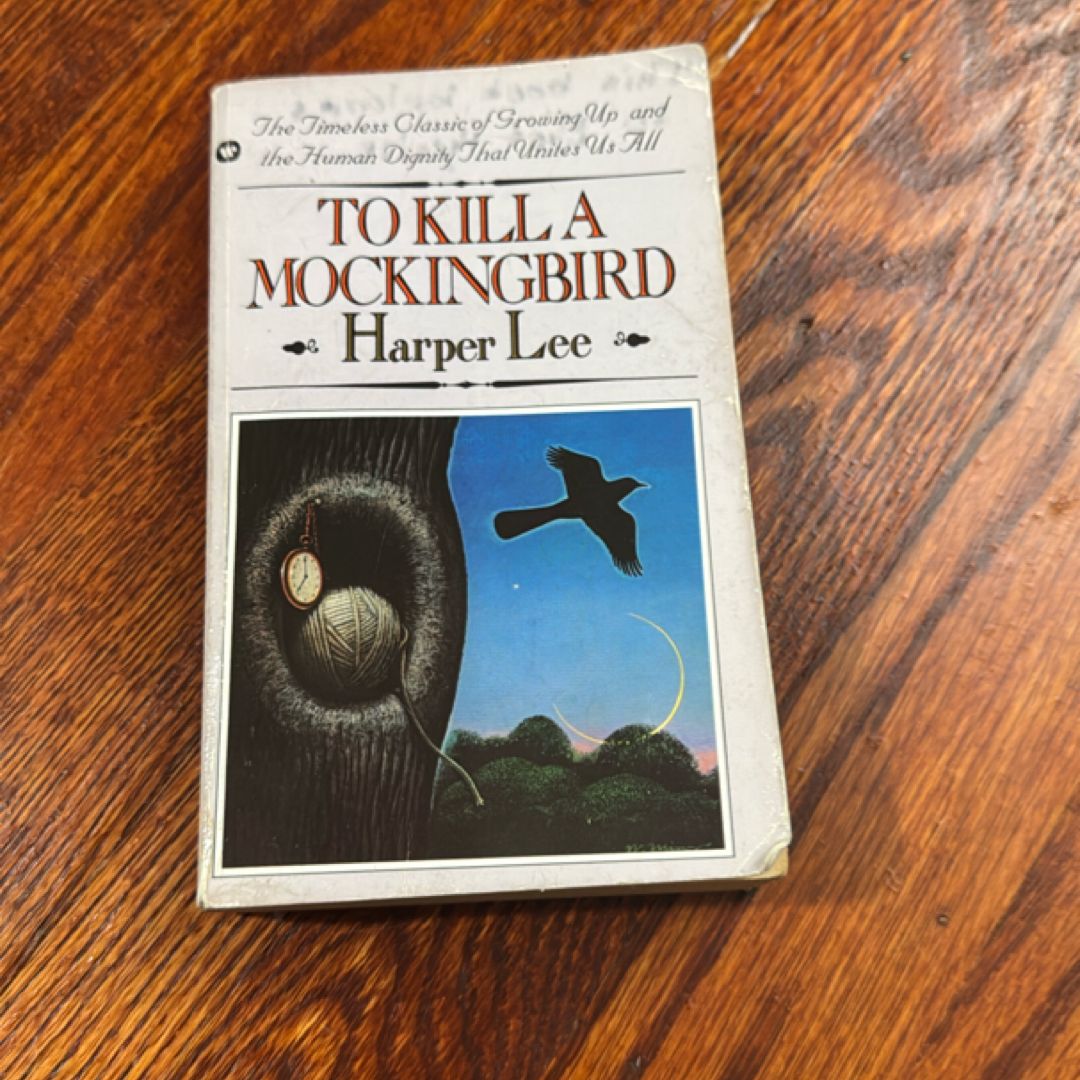 The Timeless Classic of Growing Up and
the Human Dignity That Unites Us All
TO KILL A
MOCKINGBIRD
Harper Lee